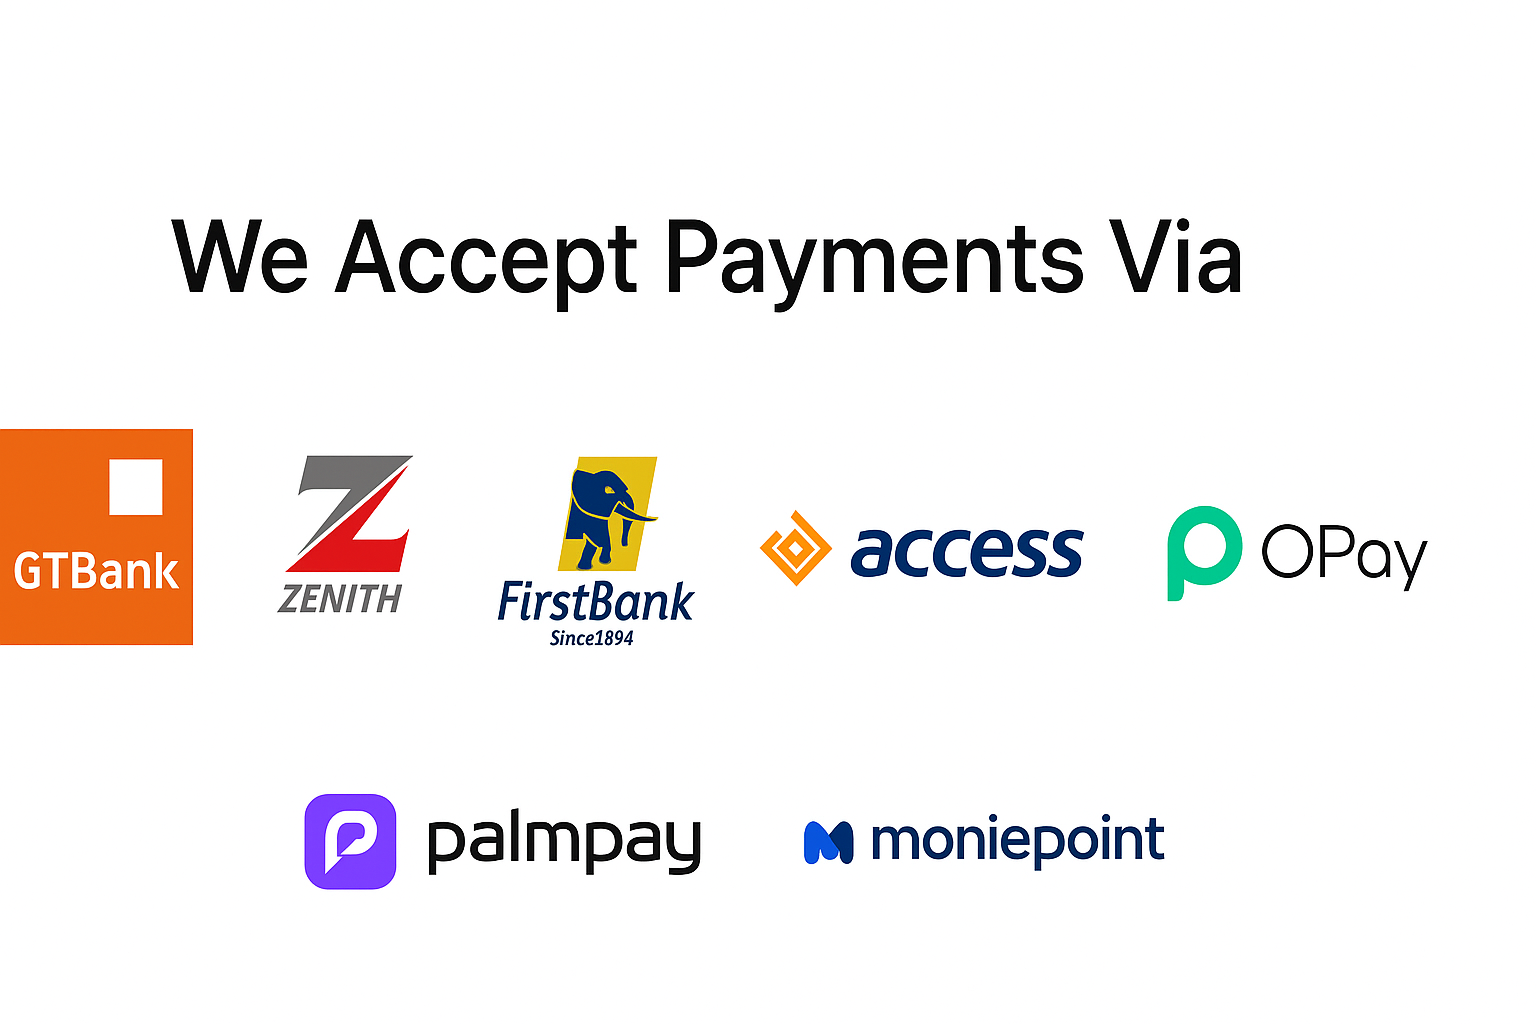 We Accept Payments Via
GTBank
ZENITH
FirstBank
Since1894
access
OPay
palmpay
moniepoint